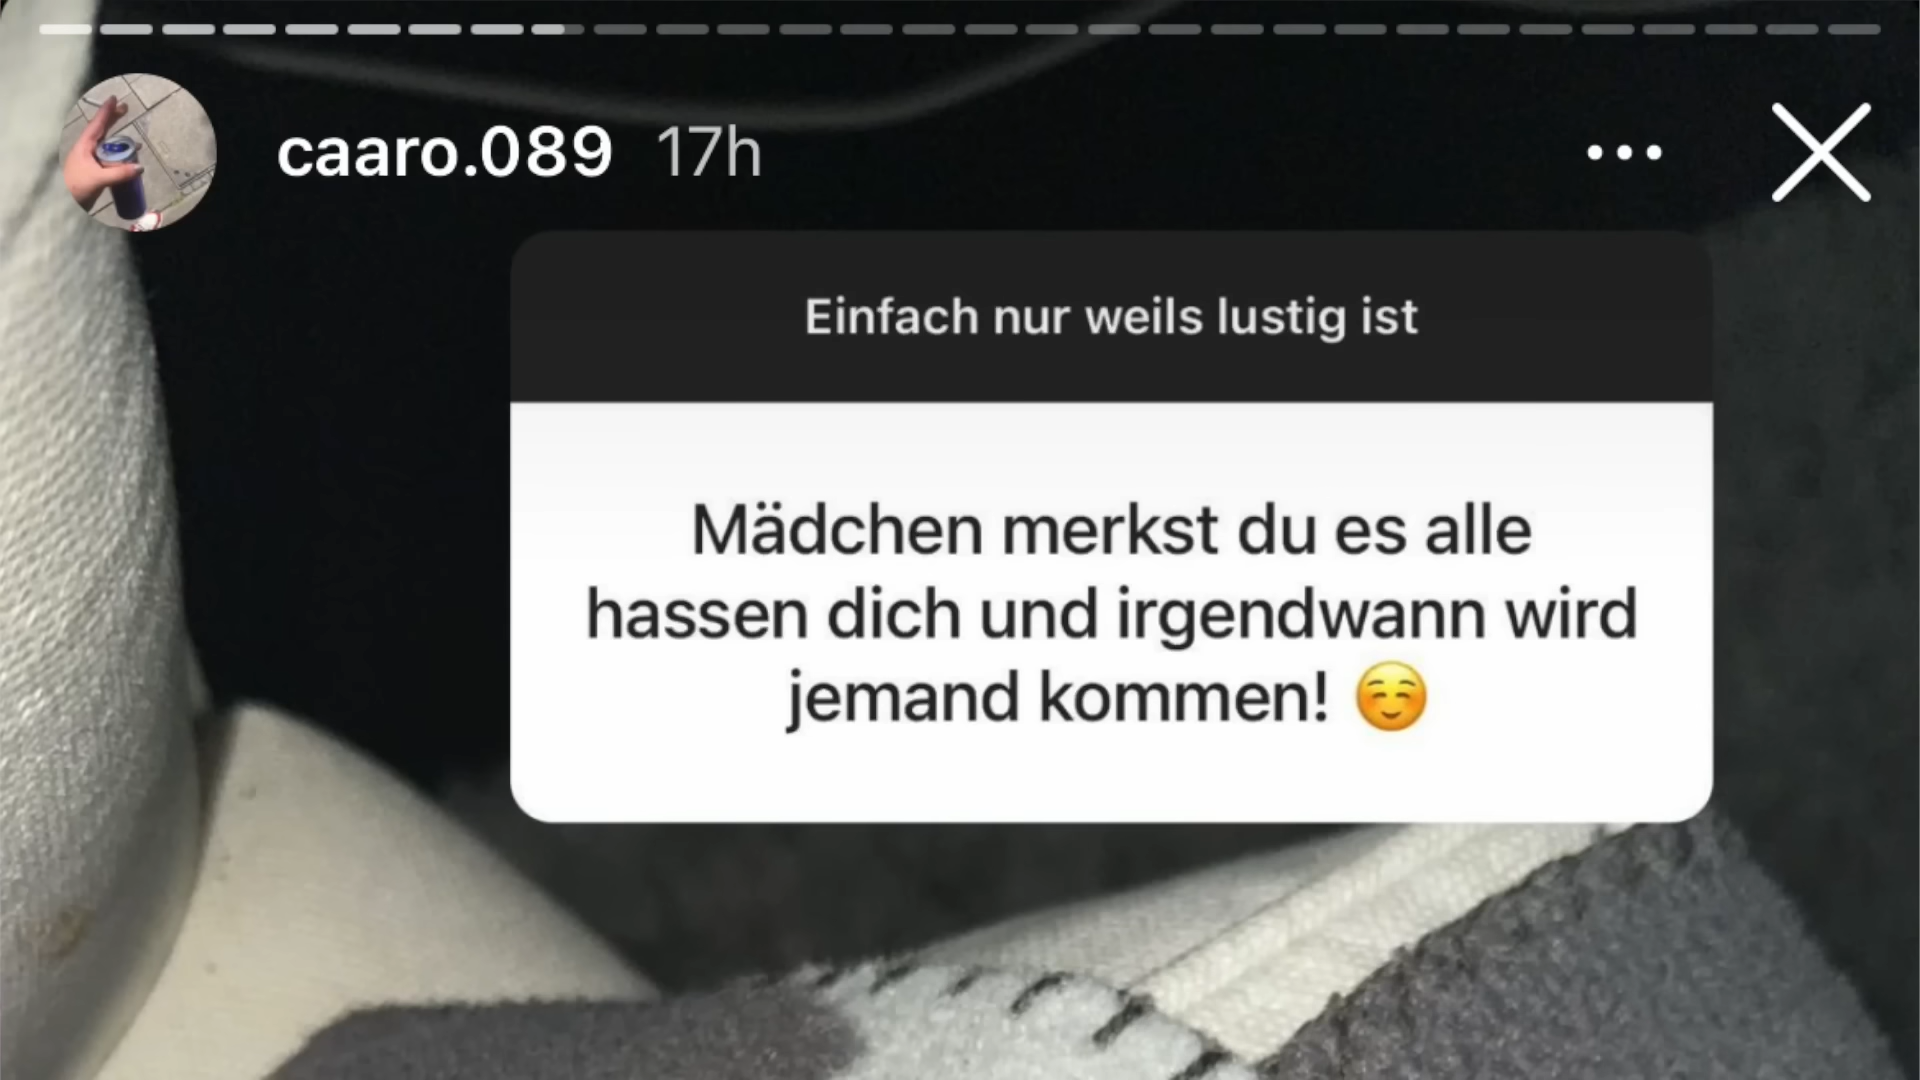 caaro.089 17h
Einfach nur weils lustig ist
Mädchen merkst du es alle
hassen dich und irgendwann wird
jemand kommen! ☺️